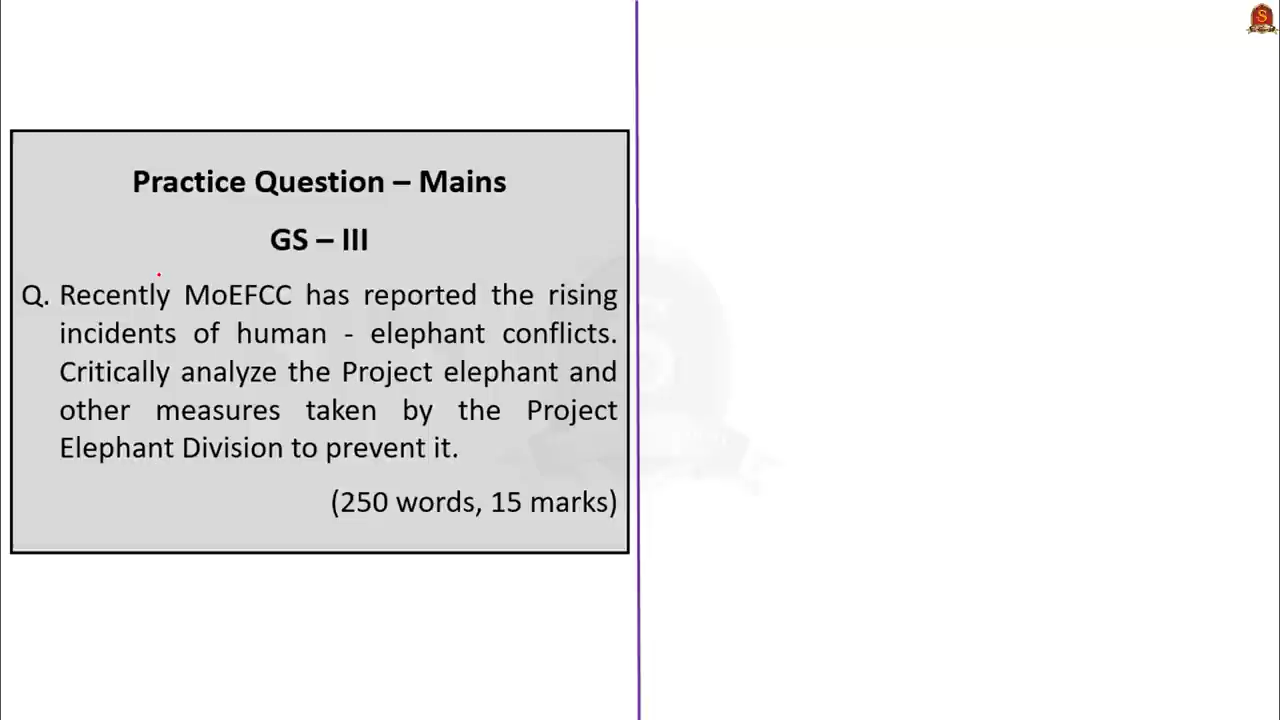 Practice Question – Mains
GS – III
Q. Recently MoEFCC has reported the rising
incidents of human - elephant conflicts.
Critically analyze the Project elephant and
other measures taken by the Project
Elephant Division to prevent it.
(250 words, 15 marks)
S